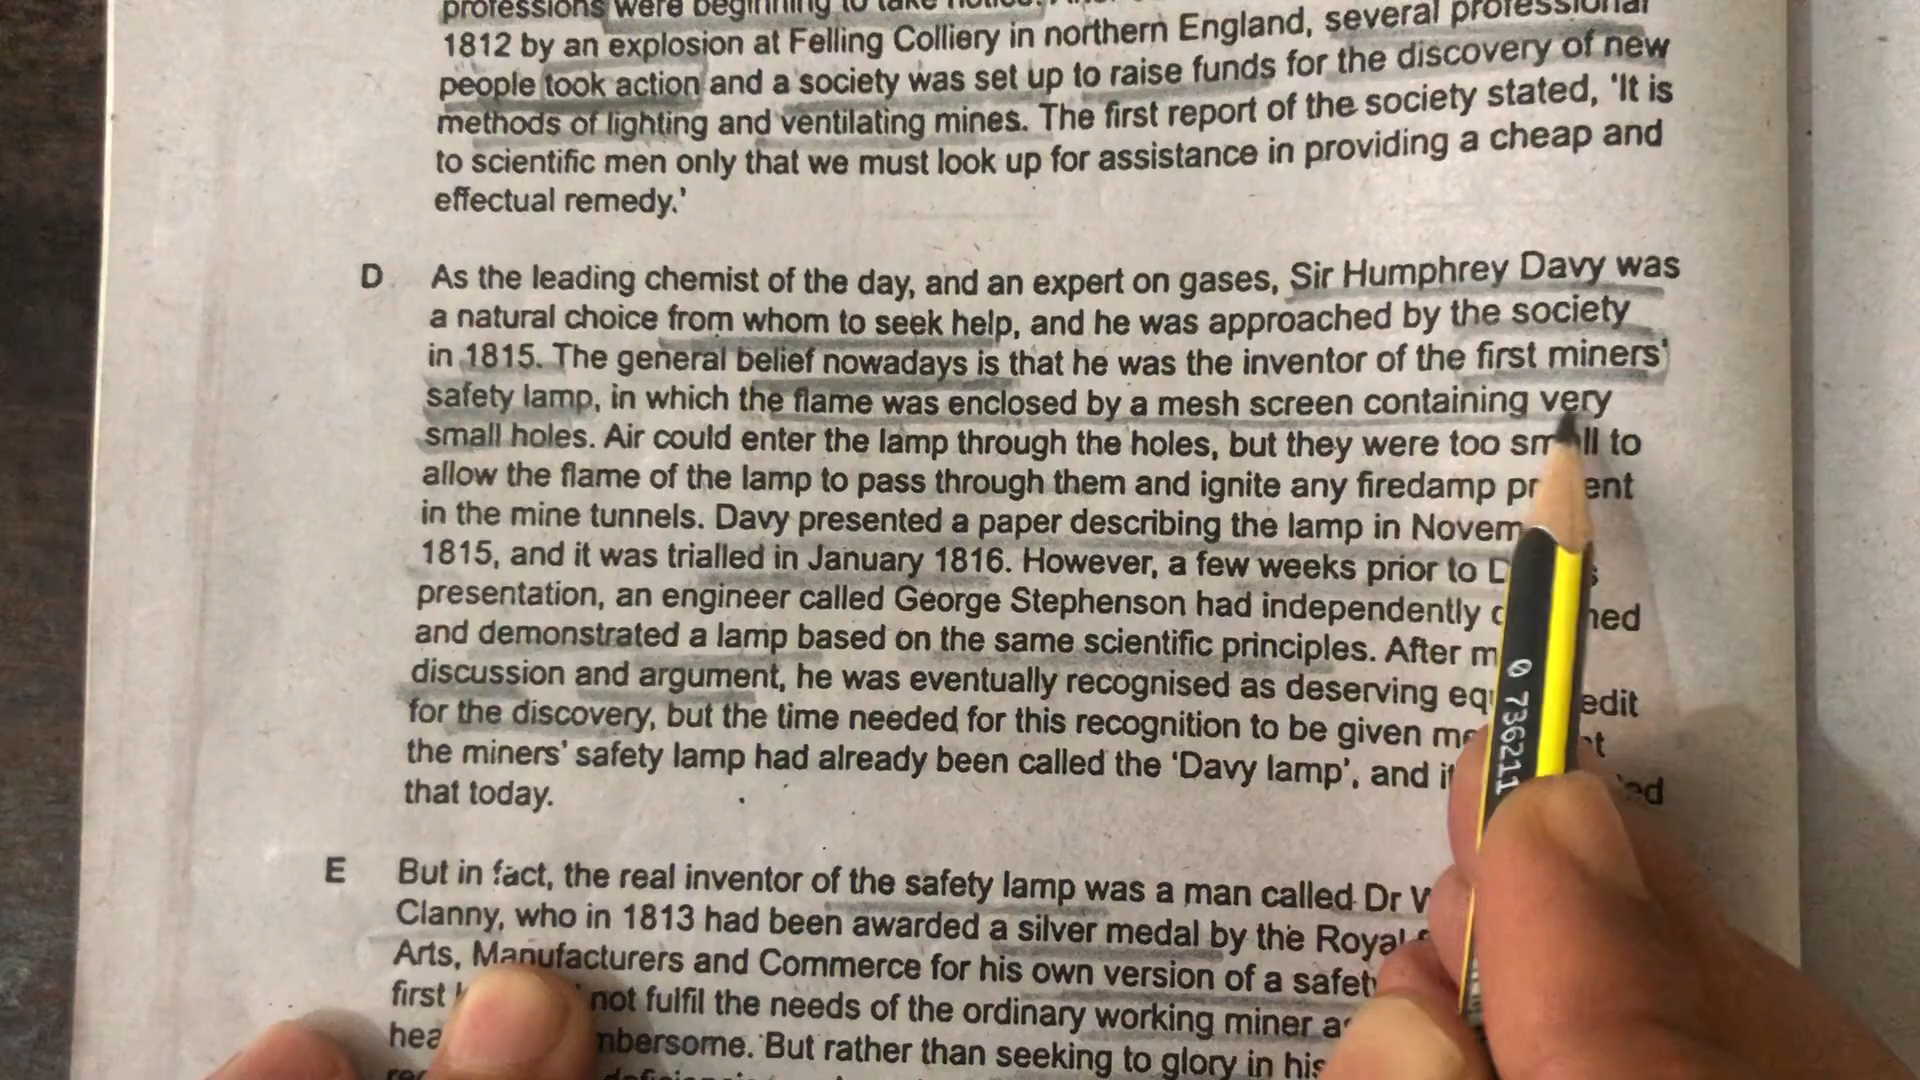 professions were beginning to take notice.
1812 by an explosion at Felling Colliery in northern England, several professional
people took action and a society was set up to raise funds for the discovery of new
methods of lighting and ventilating mines. The first report of the society stated, 'It is
to scientific men only that we must look up for assistance in providing a cheap and
effectual remedy.'
D As the leading chemist of the day, and an expert on gases, Sir Humphrey Davy was
a natural choice from whom to seek help, and he was approached by the society
in 1815. The general belief nowadays is that he was the inventor of the first miners'
safety lamp, in which the flame was enclosed by a mesh screen containing very
small holes. Air could enter the lamp through the holes, but they were too small to
allow the flame of the lamp to pass through them and ignite any firedamp
in the mine tunnels. Davy presented a paper describing the lamp in
1815, and it was trialled in January 1816. However, a few weeks prior to
presentation, an engineer called George Stephenson had independently
and demonstrated a lamp based on the same scientific principles. After
discussion and argument, he was eventually recognised as deserving
for the discovery, but the time needed for this recognition to be given
the miners' safety lamp had already been called the 'Davy lamp', and
that today.
E But in fact, the real inventor of the safety lamp was a man called Dr
Clanny, who in 1813 had been awarded a silver medal by the Royal
Arts, Manufacturers and Commerce for his own version of a safety
first not fulfil the needs of the ordinary working miner
But rather than seeking to glory in his
0 7362111